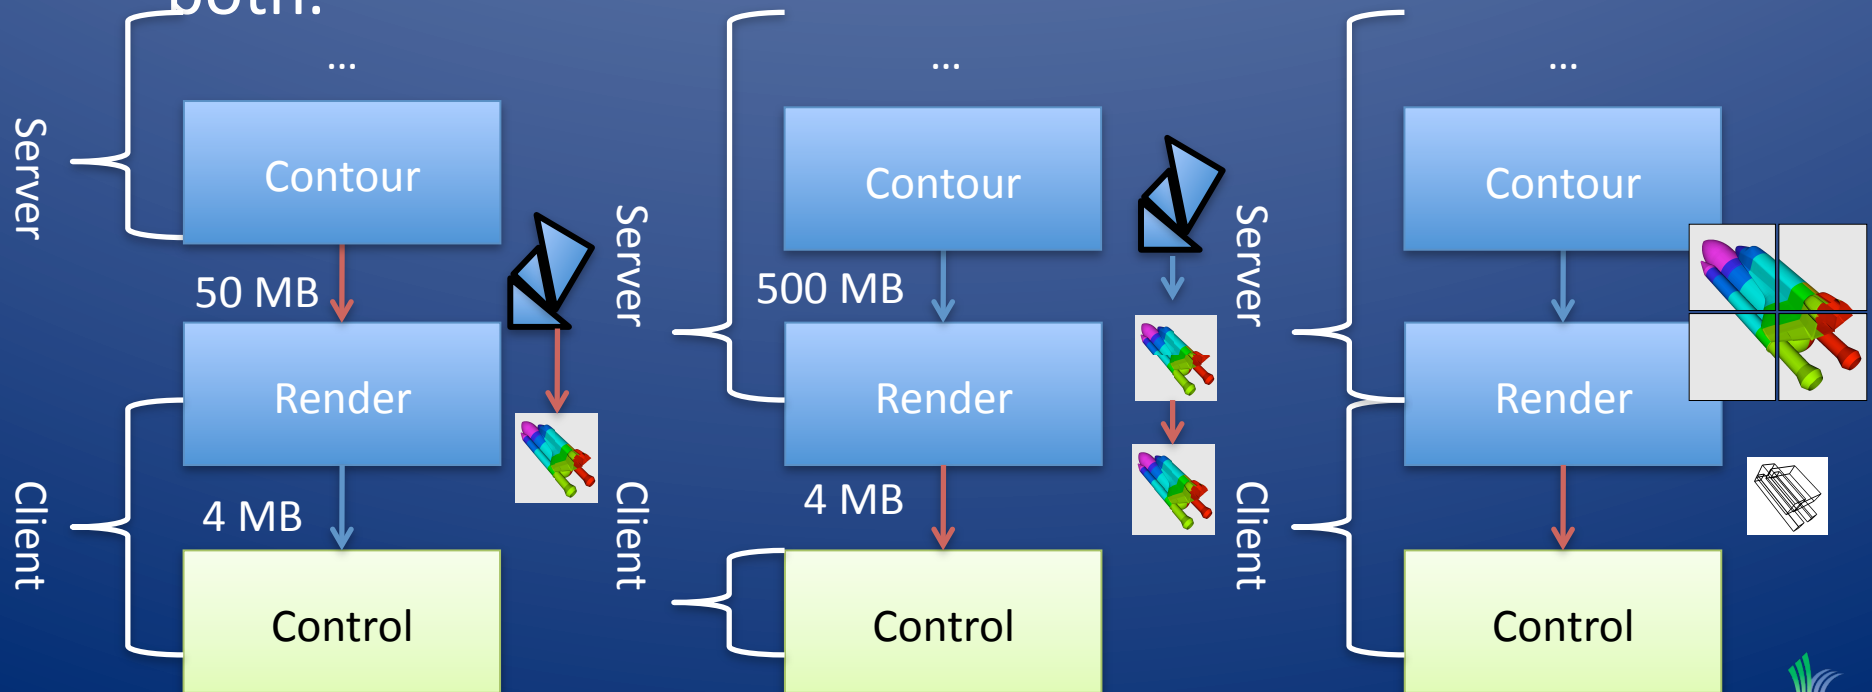 both.
...
Contour
50 MB
Render
4 MB
Control
Server
Client
...
Contour
500 MB
Render
4 MB
Control
Server
Client
...
Contour
Render
Control
Server
Client